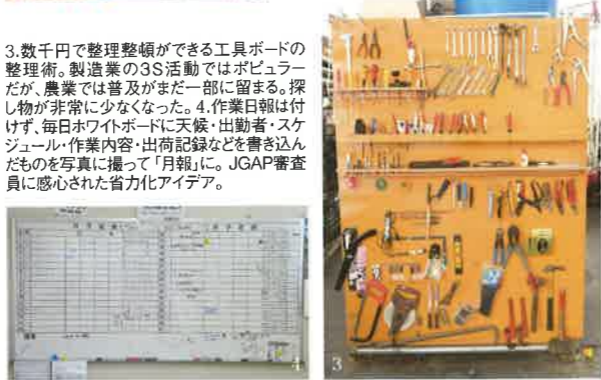 3.数千円で整理整頓ができる工具ボードの
整理術。製造業の3S活動ではポピュラー
だが、農業では普及がまだ一部に留まる。探
し物が非常に少なくなった。4.作業日報は付
けず、毎日ホワイトボードに天候・出勤者・スケ
ジュール・作業内容・出荷記録などを書き込ん
だものを写真に撮って「月報」に。JGAP審査
員に感心された省力化アイデア。
4
3